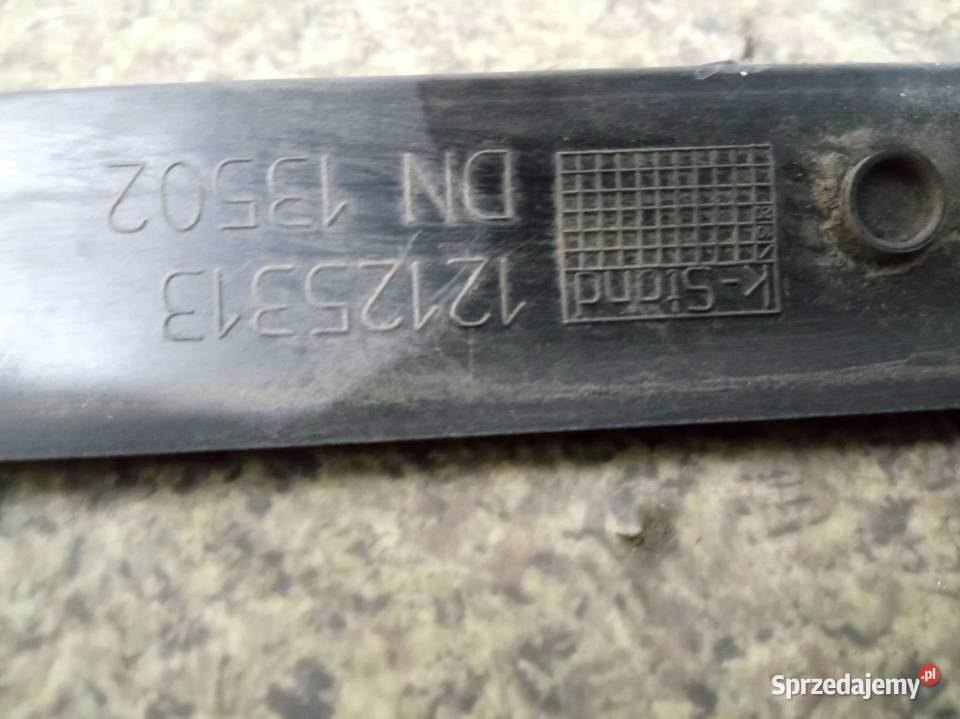 k-Stand
12125313
DN 13502
Sprzedajemy.pl